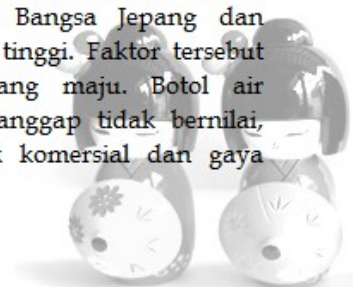 Bangsa Jepang dan
tinggi. Faktor tersebut
ang maju. Botol air
anggap tidak bernilai,
k komersial dan gaya